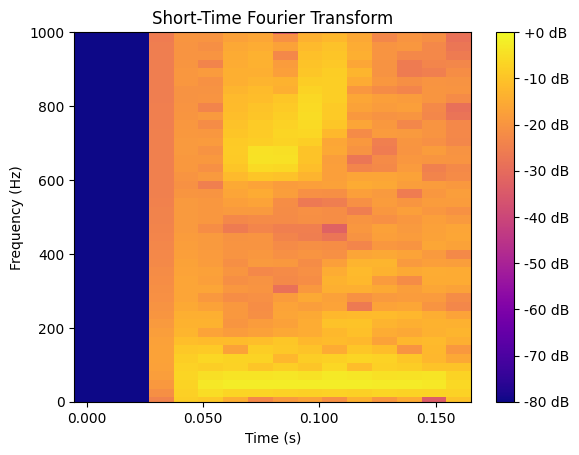 Short-Time Fourier Transform
1000
800
600
400
200
0
Frequency (Hz)
0.000
0.050
0.100
0.150
Time (s)
+0 dB
-10 dB
-20 dB
-30 dB
-40 dB
-50 dB
-60 dB
-70 dB
-80 dB